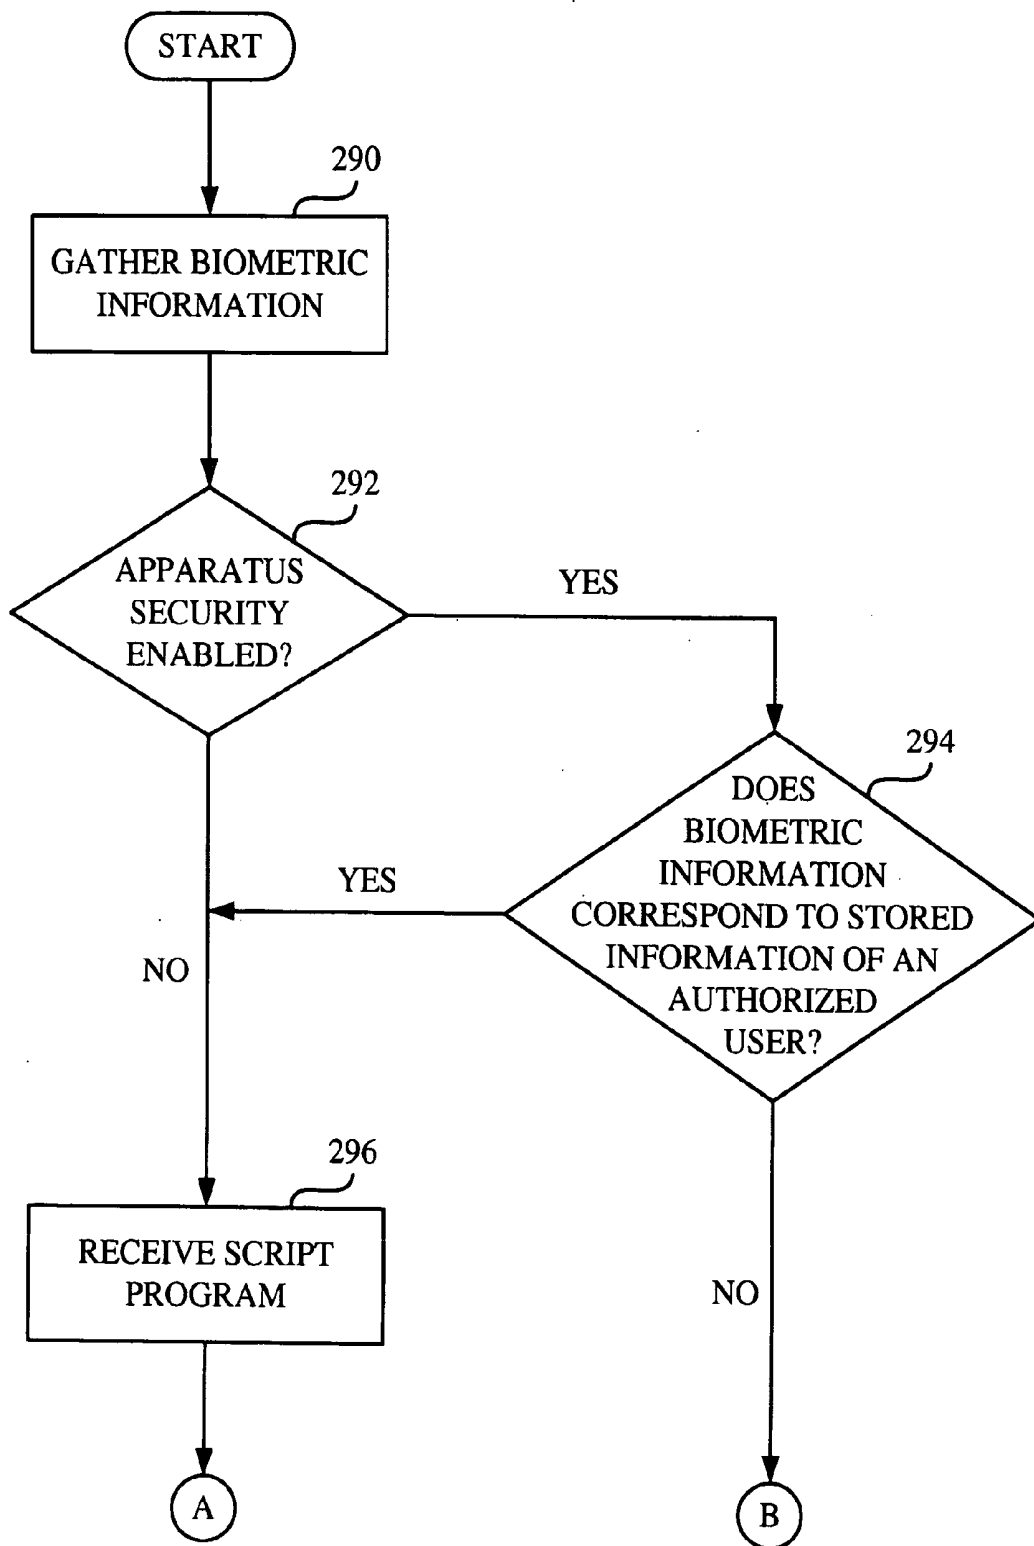 START
290
GATHER BIOMETRIC
INFORMATION
292
APPARATUS
SECURITY
ENABLED?
YES
294
DOES
BIOMETRIC
INFORMATION
CORRESPOND TO STORED
INFORMATION OF AN
AUTHORIZED
USER?
YES
NO
296
RECEIVE SCRIPT
PROGRAM
NO
A
B